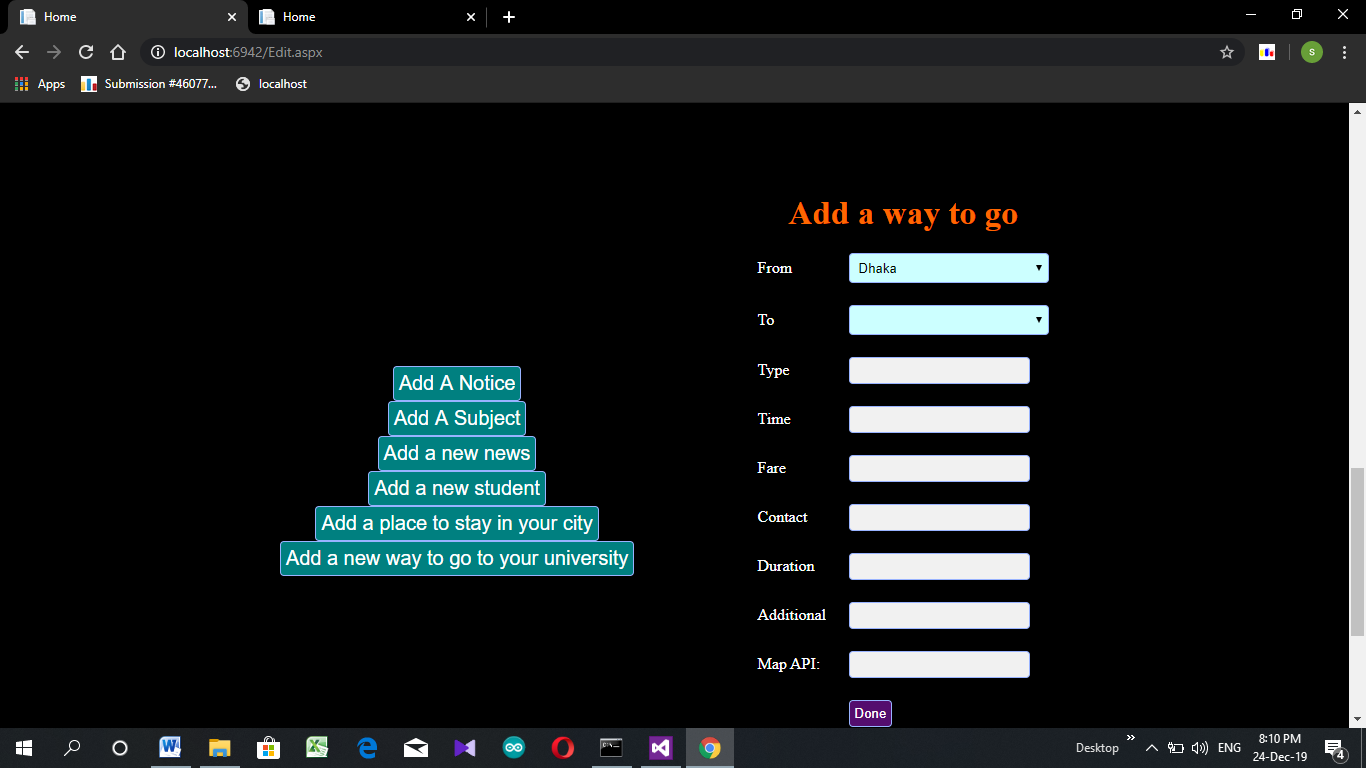 Home
Home
localhost:6942/Edit.aspx
S
Apps
Submission #46077...
localhost
Add a way to go
From
Dhaka
To
Type
Time
Fare
Contact
Duration
Additional
Map API:
Done
Add A Notice
Add A Subject
Add a new news
Add a new student
Add a place to stay in your city
Add a new way to go to your university
Desktop
ENG
8:10 PM
24-Dec-19
4